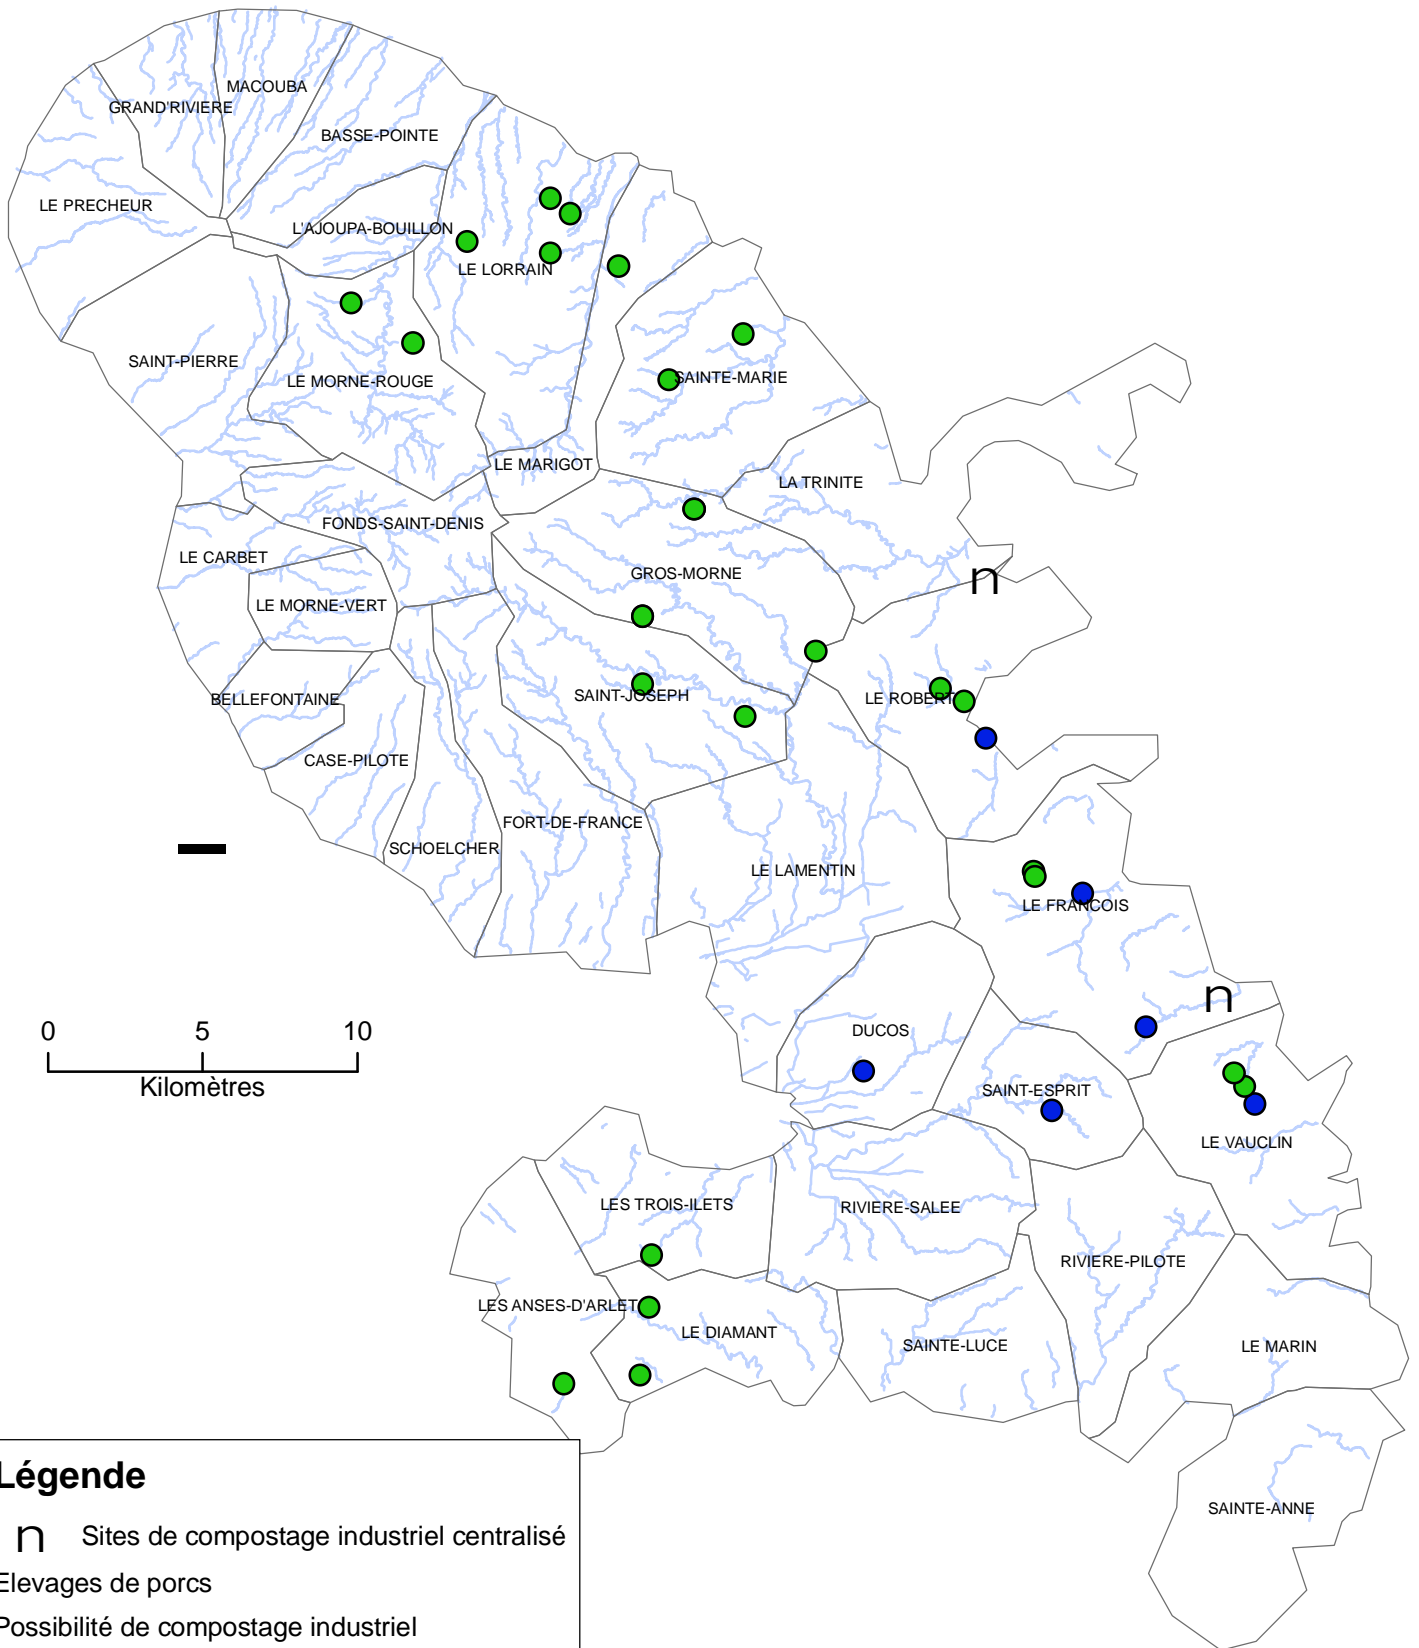 MACOUBA
GRAND'RIVIERE
BASSE-POINTE
LE PRECHEUR
L'AJOUPA-BOUILLON
LE LORRAIN
SAINT-PIERRE
LE MORNE-ROUGE
SAINTE-MARIE
LE MARIGOT
LA TRINITE
FONDS-SAINT-DENIS
LE CARBET
GROS-MORNE
n
LE MORNE-VERT
BELLEFONTAINE
SAINT-JOSEPH
LE ROBERT
CASE-PILOTE
FORT-DE-FRANCE
SCHOELCHER
LE LAMENTIN
LE FRANCOIS
n
0 5 10
Kilomètres
DUCOS
SAINT-ESPRIT
LE VAUCLIN
LES TROIS-ILETS
RIVIERE-SALEE
RIVIERE-PILOTE
LES ANSES-D'ARLET
LE DIAMANT
SAINTE-LUCE
LE MARIN
SAINTE-ANNE
Légende
n Sites de compostage industriel centralisé
Elevages de porcs
Possibilité de compostage industriel